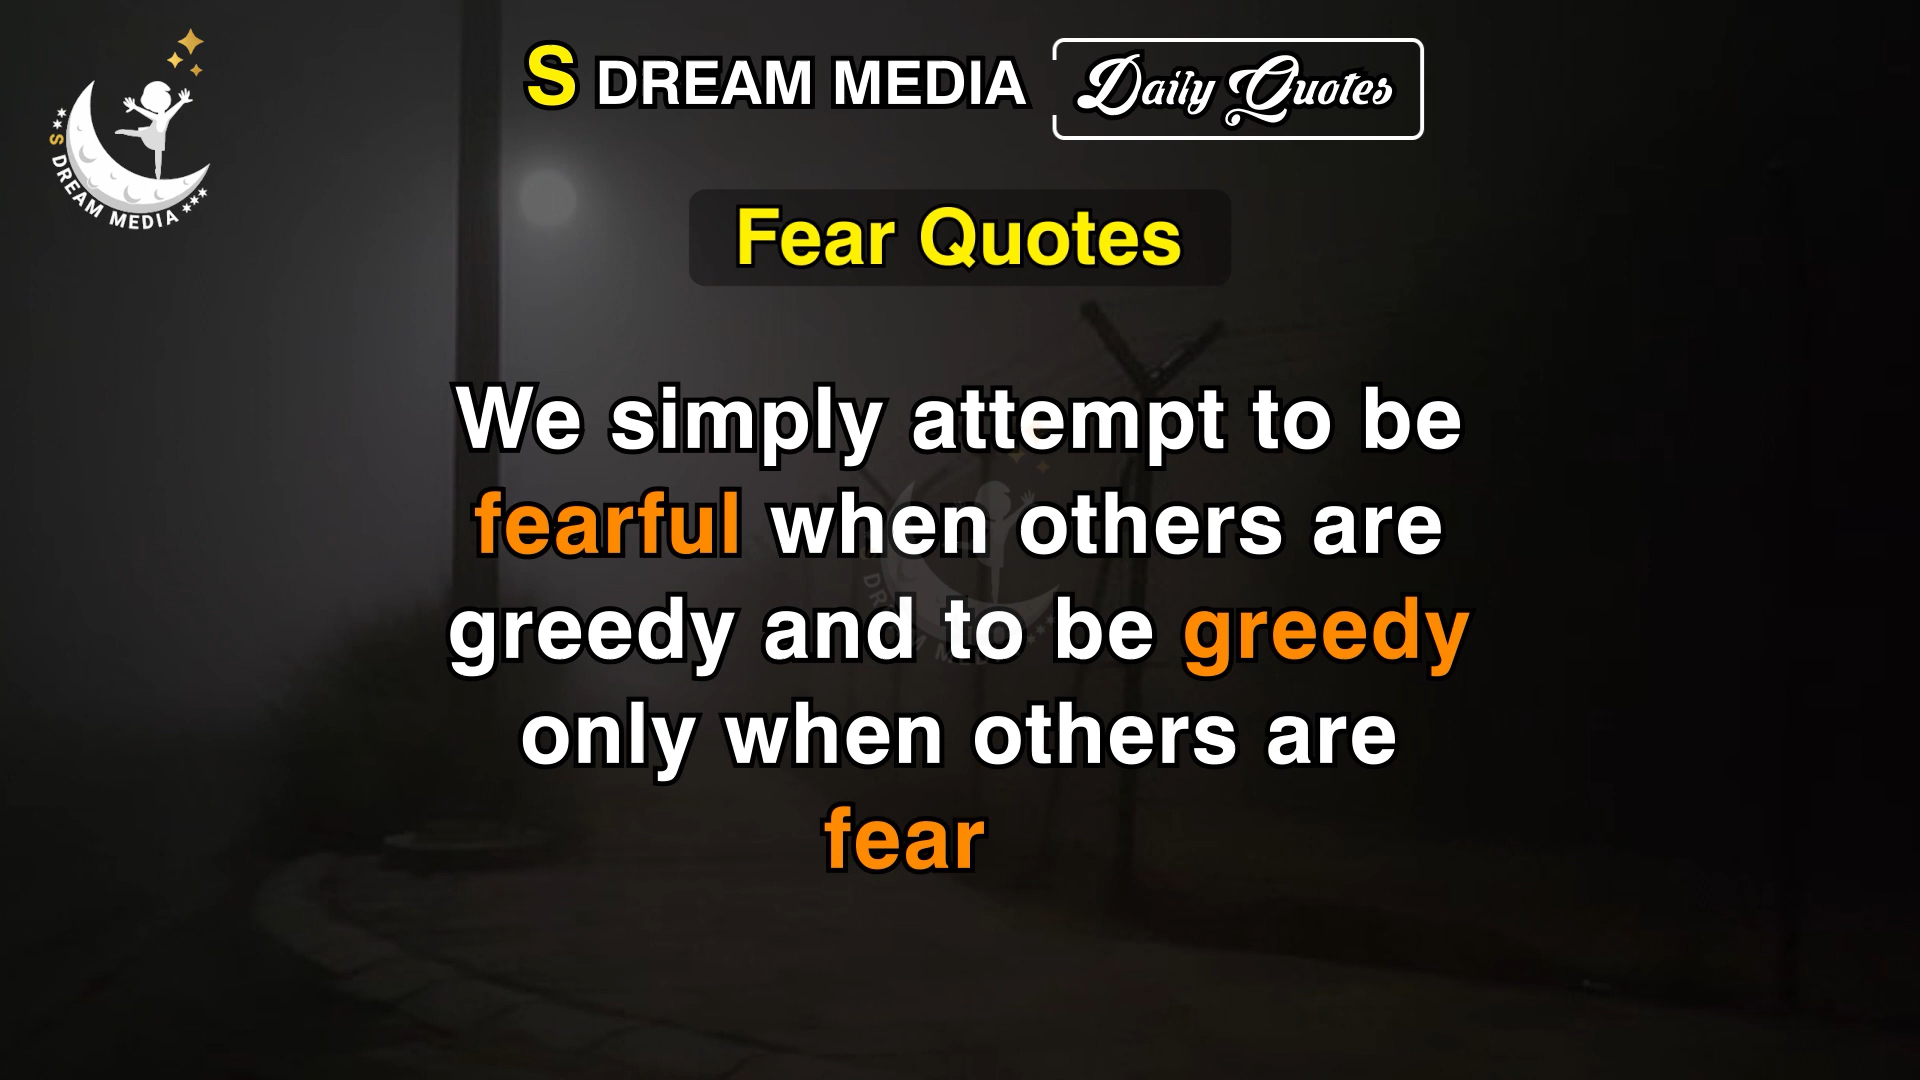 S DREAM MEDIA
S DREAM MEDIA Daily Quotes
Fear Quotes
We simply attempt to be
fearful when others are
greedy and to be greedy
only when others are
fear